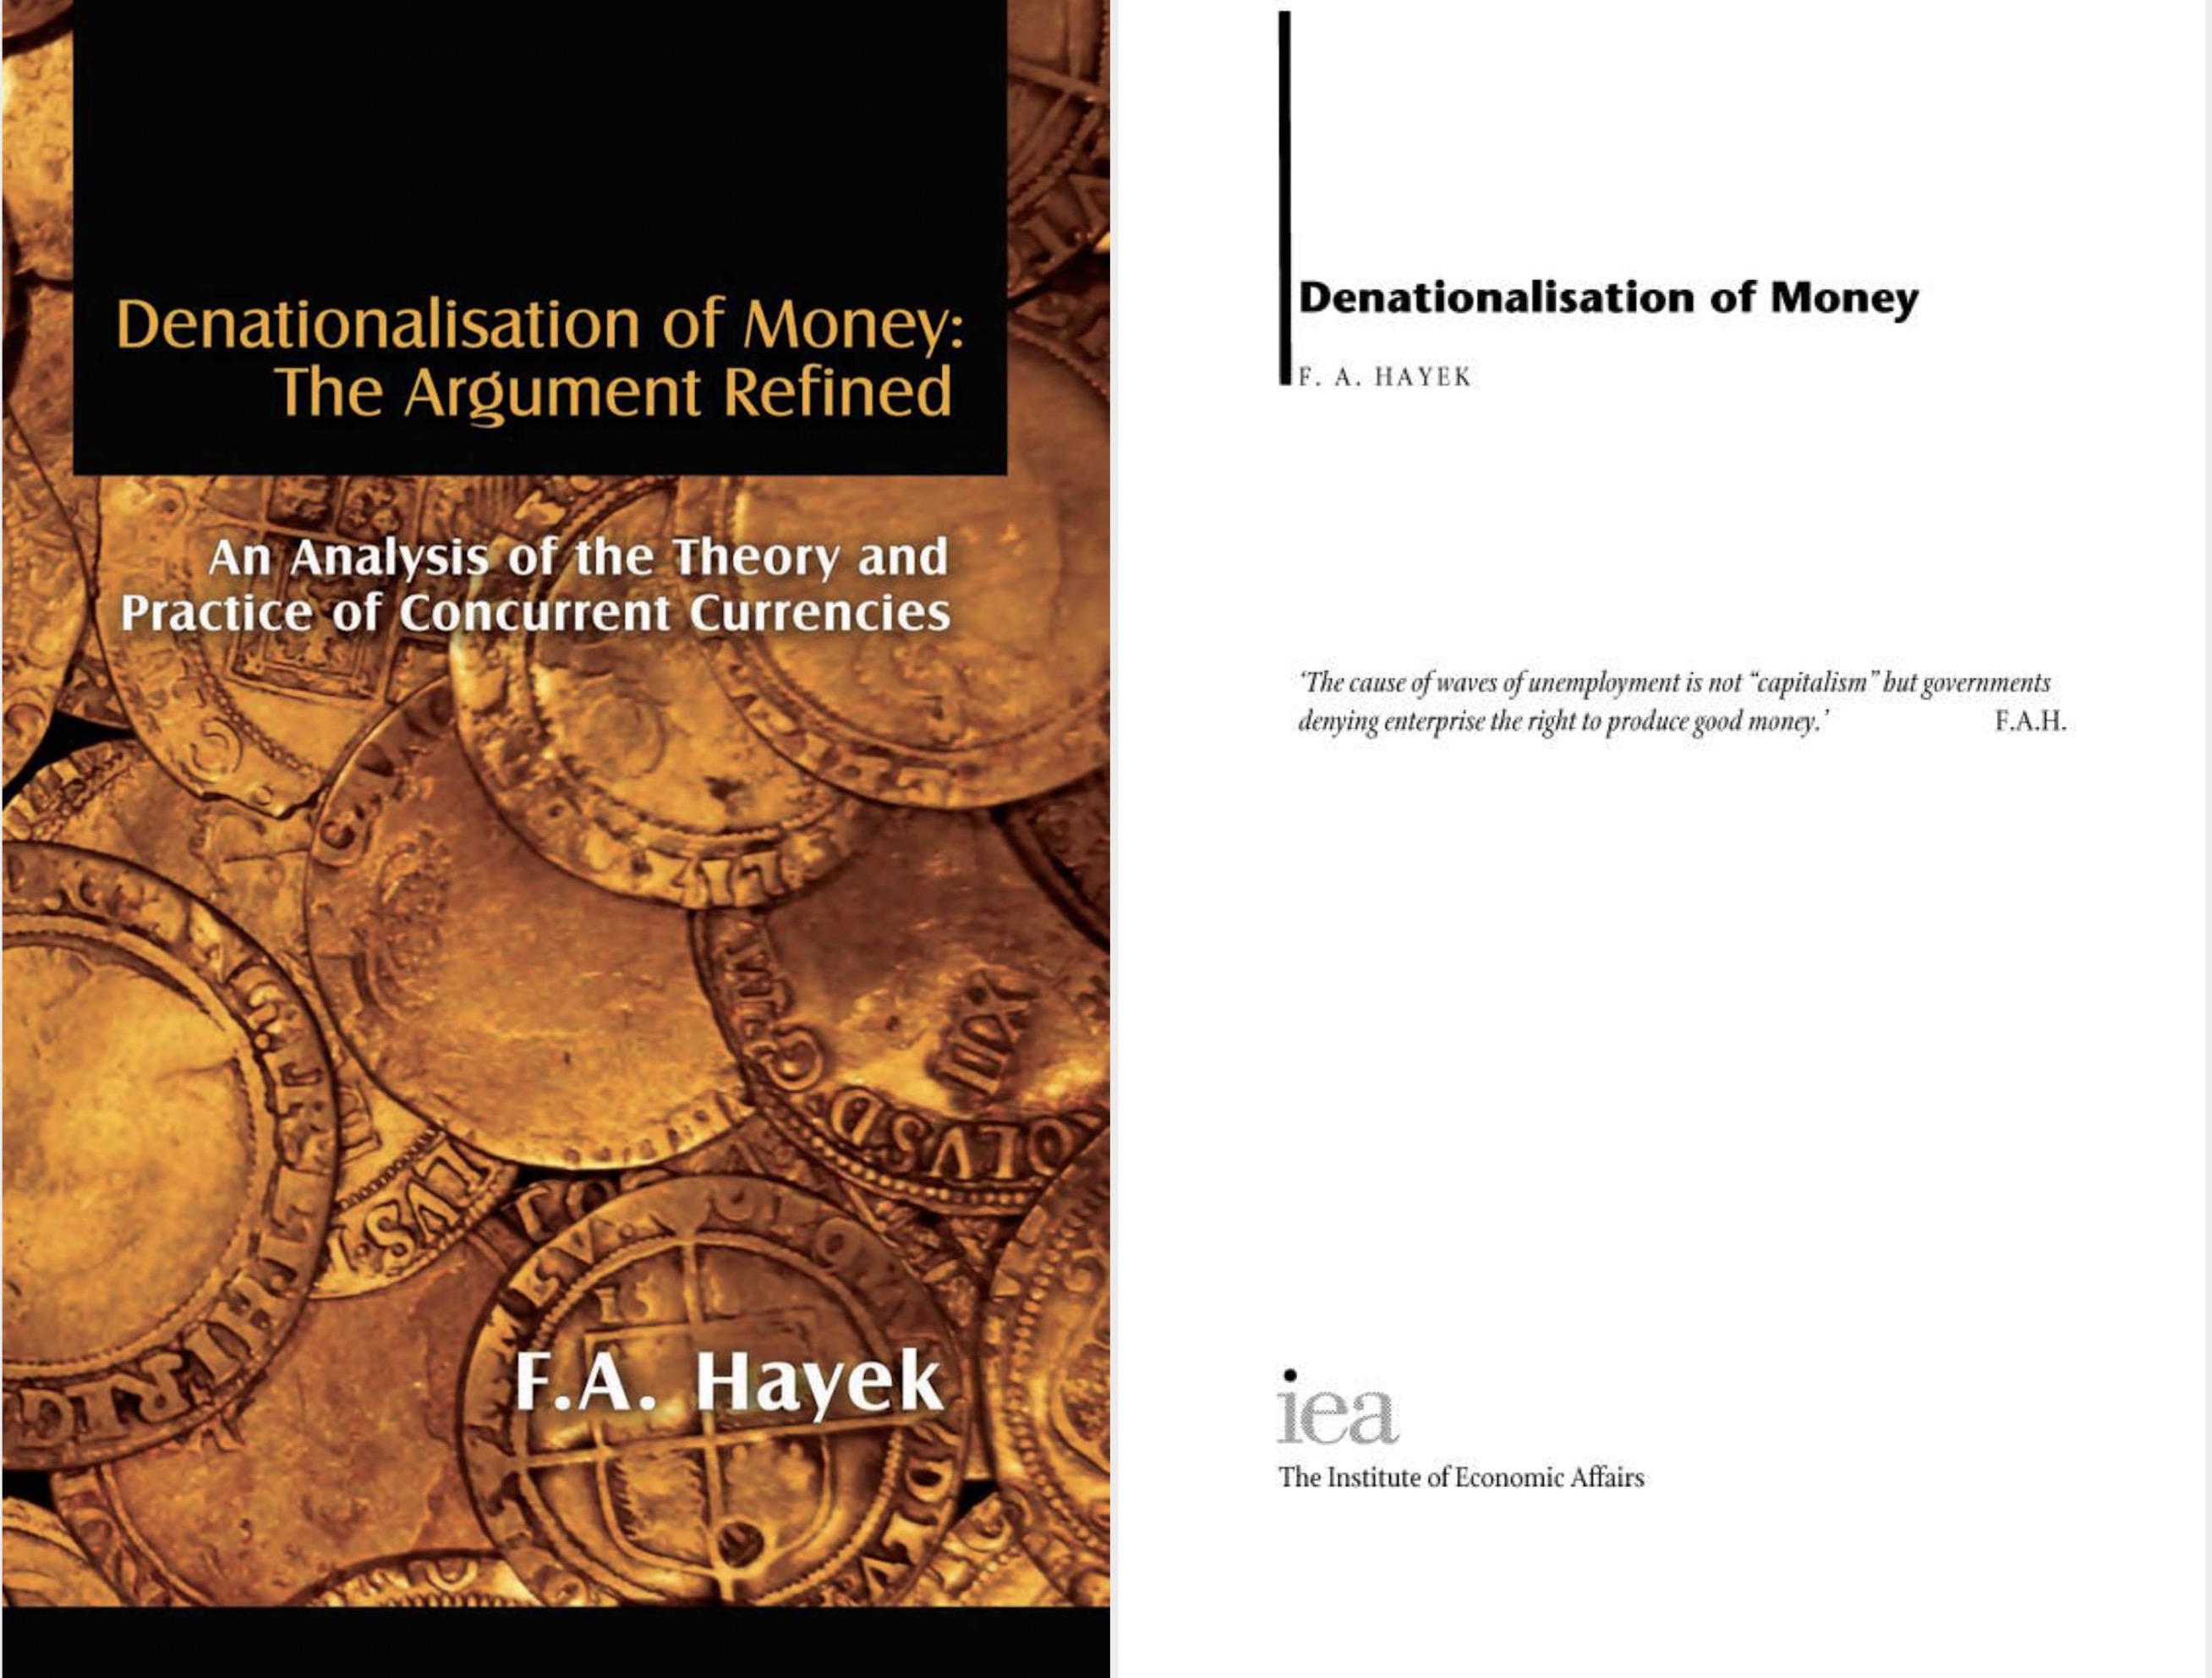 Denationalisation of Money:
The Argument Refined
An Analysis of the Theory and
Practice of Concurrent Currencies
F.A. Hayek
Denationalisation of Money
F. A. HAYEK
‘The cause of waves of unemployment is not “capitalism” but governments
denying enterprise the right to produce good money.’ F.A.H.
iea
The Institute of Economic Affairs